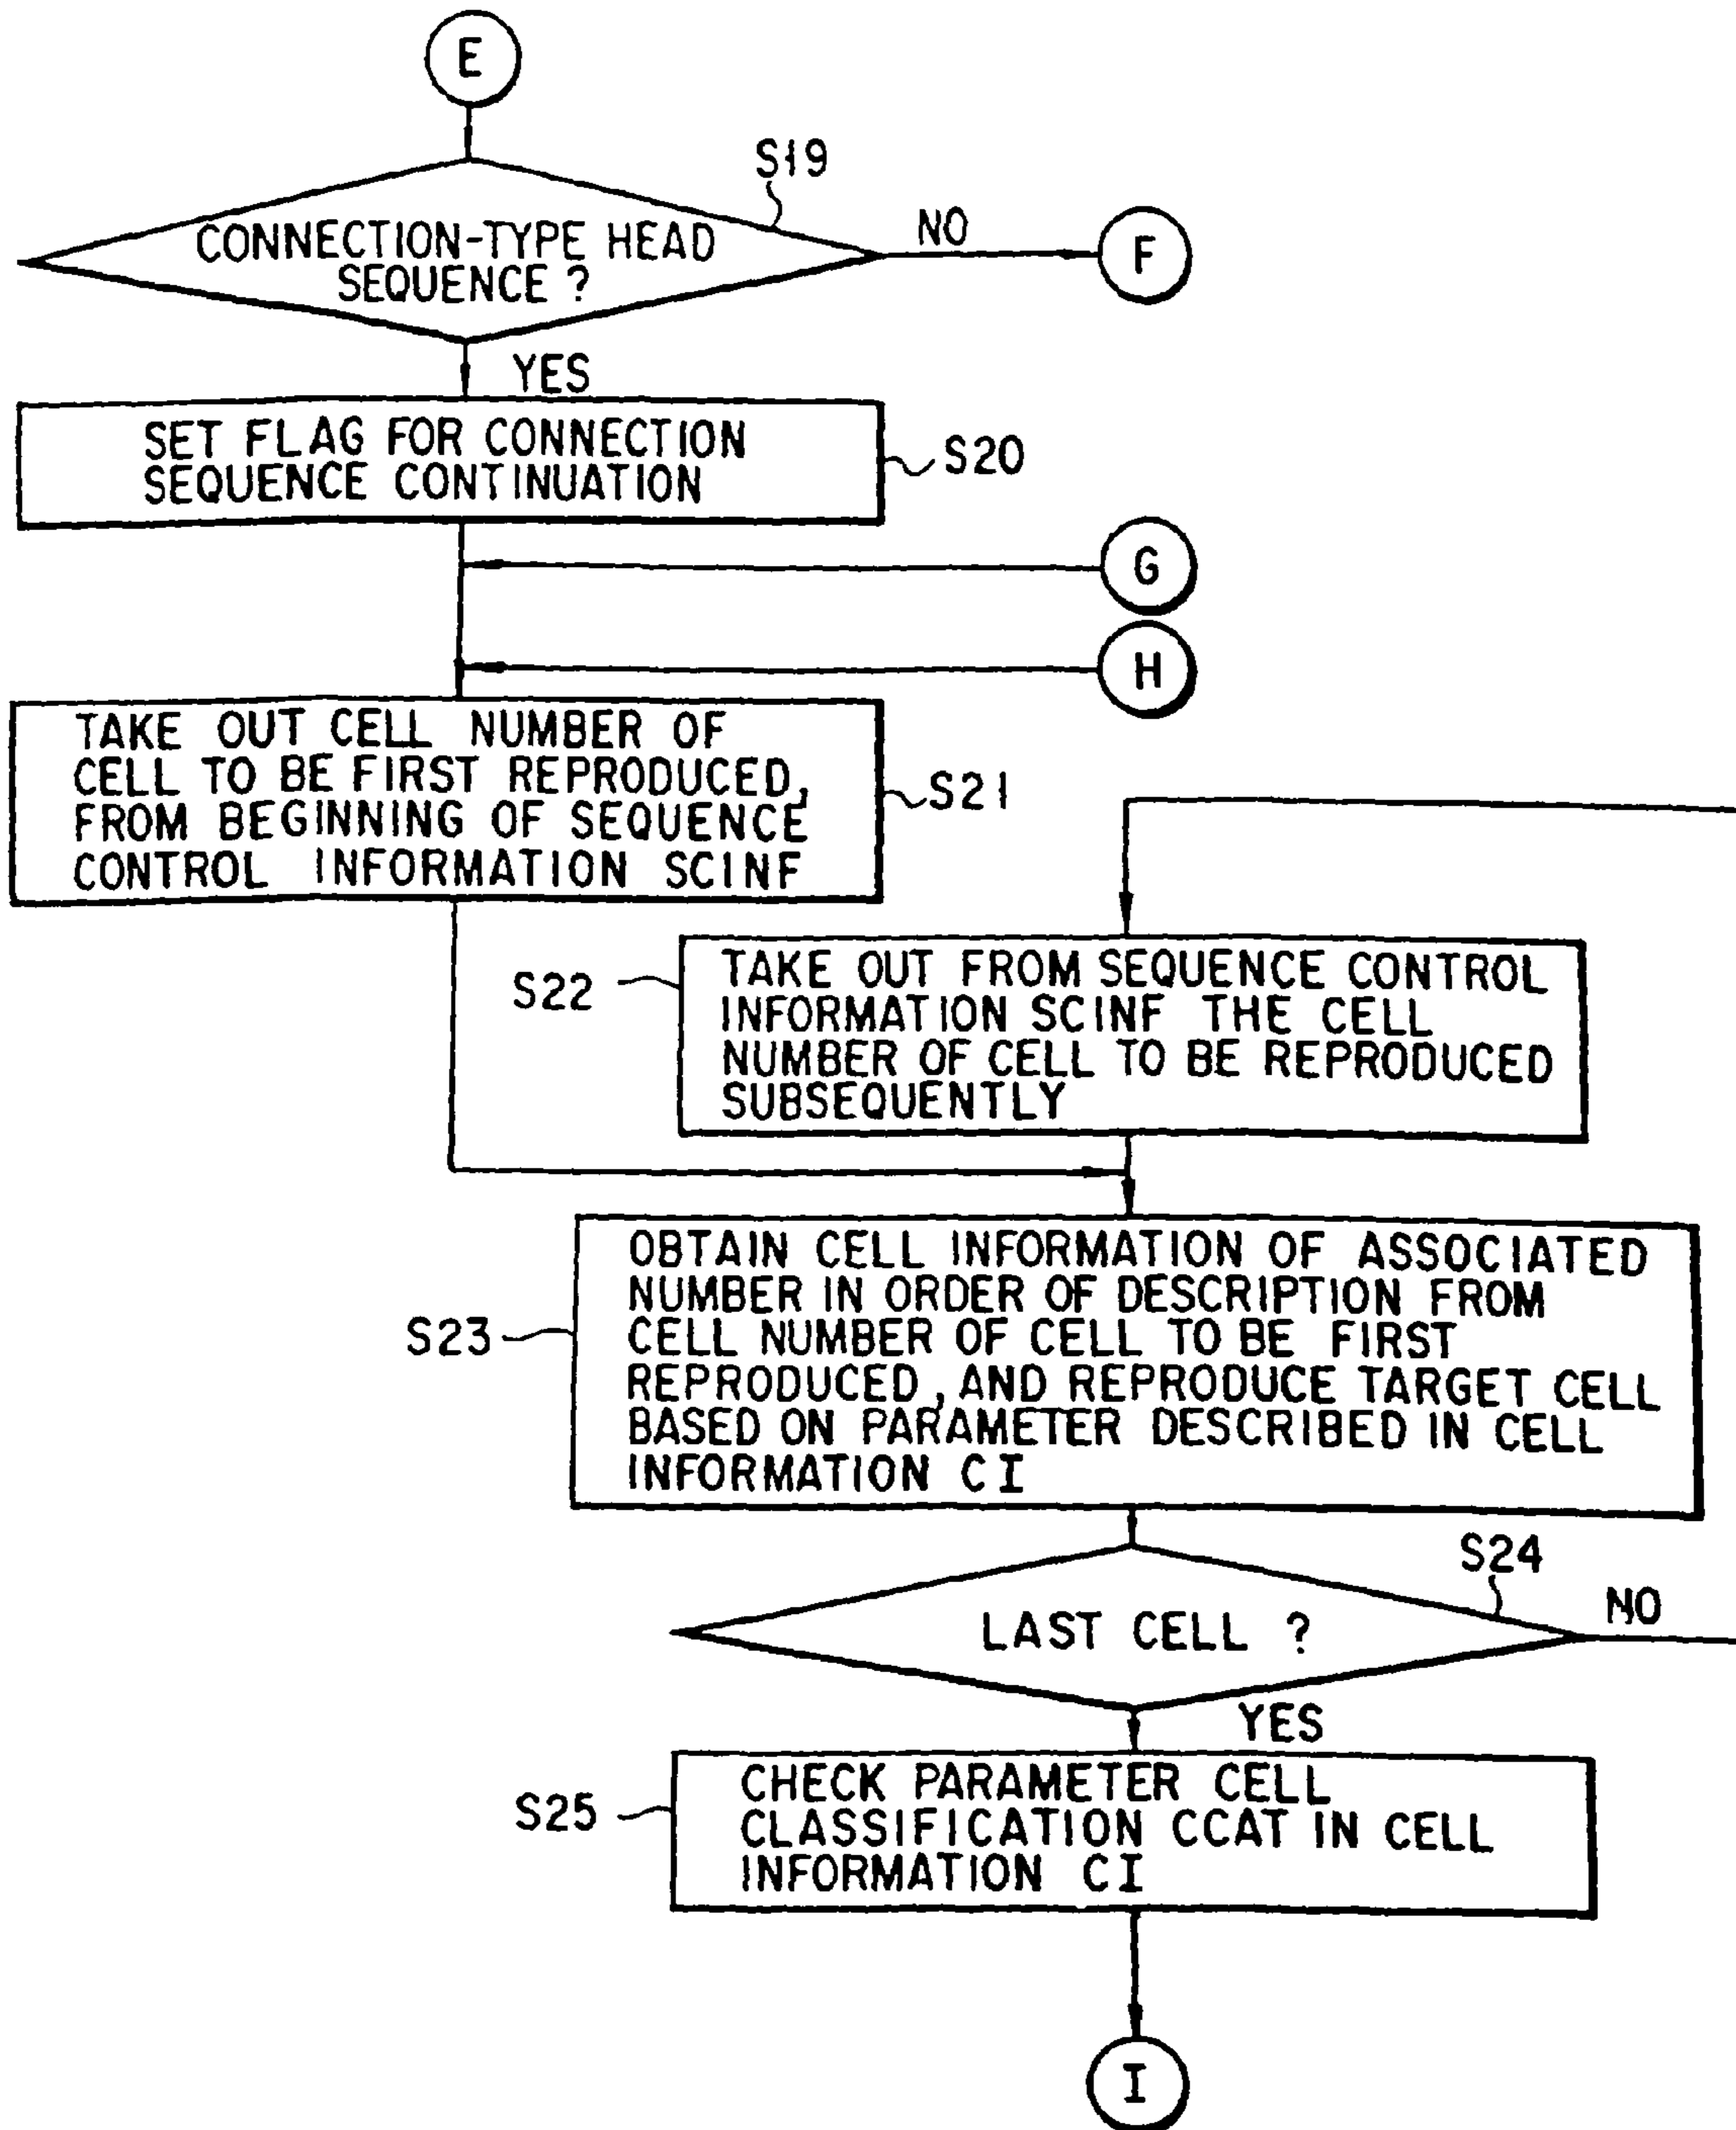 E
S19
CONNECTION-TYPE HEAD
SEQUENCE ?
NO
F
YES
SET FLAG FOR CONNECTION
SEQUENCE CONTINUATION
S20
G
H
TAKE OUT CELL NUMBER OF
CELL TO BE FIRST REPRODUCED,
FROM BEGINNING OF SEQUENCE
CONTROL INFORMATION SCINF
S21
S22
TAKE OUT FROM SEQUENCE CONTROL
INFORMATION SCINF THE CELL
NUMBER OF CELL TO BE REPRODUCED
SUBSEQUENTLY
S23
OBTAIN CELL INFORMATION OF ASSOCIATED
NUMBER IN ORDER OF DESCRIPTION FROM
CELL NUMBER OF CELL TO BE FIRST
REPRODUCED, AND REPRODUCE TARGET CELL
BASED ON PARAMETER DESCRIBED IN CELL
INFORMATION CI
S24
LAST CELL ?
NO
YES
S25
CHECK PARAMETER CELL
CLASSIFICATION CCAT IN CELL
INFORMATION CI
I